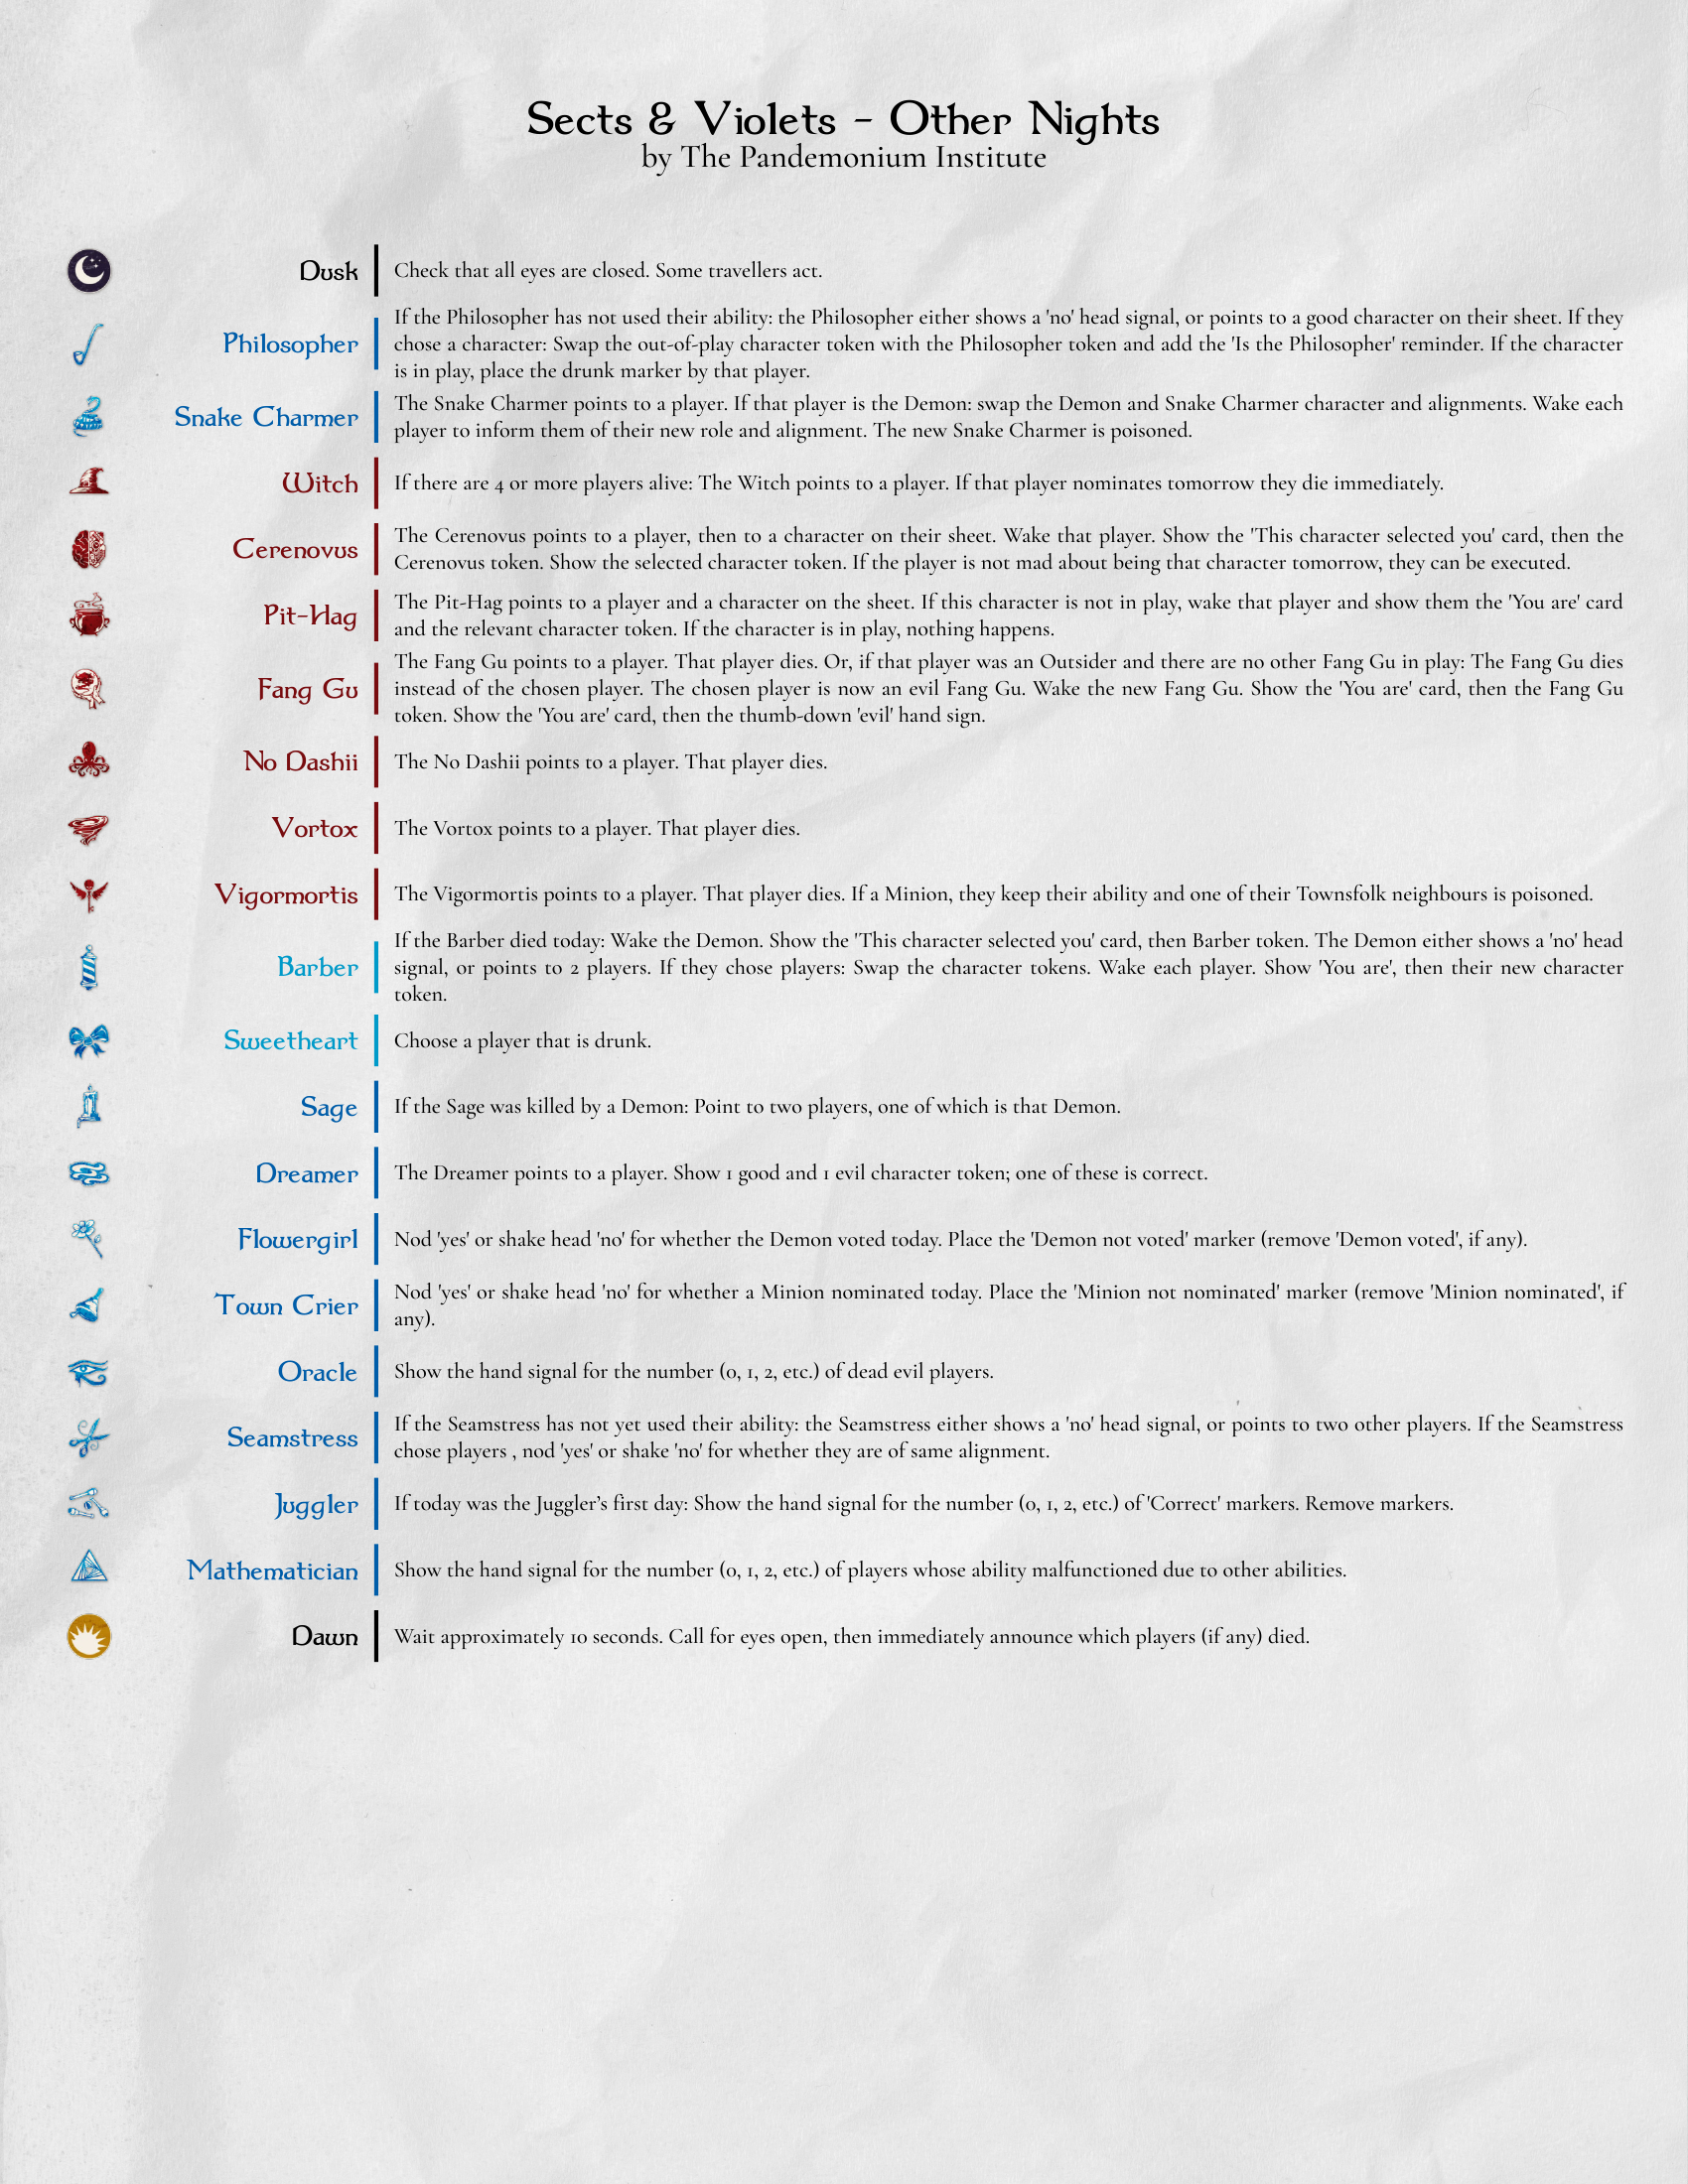 Sects & Violets - Other Nights
by The Pandemonium Institute
Dusk
Check that all eyes are closed. Some travellers act.
Philosopher
If the Philosopher has not used their ability: the Philosopher either shows a 'no' head signal, or points to a good character on their sheet. If they
chose a character: Swap the out-of-play character token with the Philosopher token and add the 'Is the Philosopher' reminder. If the character
is in play, place the drunk marker by that player.
Snake Charmer
The Snake Charmer points to a player. If that player is the Demon: swap the Demon and Snake Charmer character and alignments. Wake each
player to inform them of their new role and alignment. The new Snake Charmer is poisoned.
Witch
If there are 4 or more players alive: The Witch points to a player. If that player nominates tomorrow they die immediately.
Cerenovus
The Cerenovus points to a player, then to a character on their sheet. Wake that player. Show the 'This character selected you' card, then the
Cerenovus token. Show the selected character token. If the player is not mad about being that character tomorrow, they can be executed.
Pit-Hag
The Pit-Hag points to a player and a character on the sheet. If this character is not in play, wake that player and show them the 'You are' card
and the relevant character token. If the character is in play, nothing happens.
Fang Gu
The Fang Gu points to a player. That player dies. Or, if that player was an Outsider and there are no other Fang Gu in play: The Fang Gu dies
instead of the chosen player. The chosen player is now an evil Fang Gu. Wake the new Fang Gu. Show the 'You are' card, then the Fang Gu
token. Show the 'You are' card, then the thumb-down 'evil' hand sign.
No Dashii
The No Dashii points to a player. That player dies.
Vortox
The Vortox points to a player. That player dies.
Vigormortis
The Vigormortis points to a player. That player dies. If a Minion, they keep their ability and one of their Townsfolk neighbours is poisoned.
Barber
If the Barber died today: Wake the Demon. Show the 'This character selected you' card, then Barber token. The Demon either shows a 'no' head
signal, or points to 2 players. If they chose players: Swap the character tokens. Wake each player. Show 'You are', then their new character
token.
Sweetheart
Choose a player that is drunk.
Sage
If the Sage was killed by a Demon: Point to two players, one of which is that Demon.
Dreamer
The Dreamer points to a player. Show 1 good and 1 evil character token; one of these is correct.
Flowergirl
Nod 'yes' or shake head 'no' for whether the Demon voted today. Place the 'Demon not voted' marker (remove 'Demon voted', if any).
Town Crier
Nod 'yes' or shake head 'no' for whether a Minion nominated today. Place the 'Minion not nominated' marker (remove 'Minion nominated', if
any).
Oracle
Show the hand signal for the number (0, 1, 2, etc.) of dead evil players.
Seamstress
If the Seamstress has not yet used their ability: the Seamstress either shows a 'no' head signal, or points to two other players. If the Seamstress
chose players , nod 'yes' or shake 'no' for whether they are of same alignment.
Juggler
If today was the Juggler’s first day: Show the hand signal for the number (0, 1, 2, etc.) of 'Correct' markers. Remove markers.
Mathematician
Show the hand signal for the number (0, 1, 2, etc.) of players whose ability malfunctioned due to other abilities.
Dawn
Wait approximately 10 seconds. Call for eyes open, then immediately announce which players (if any) died.